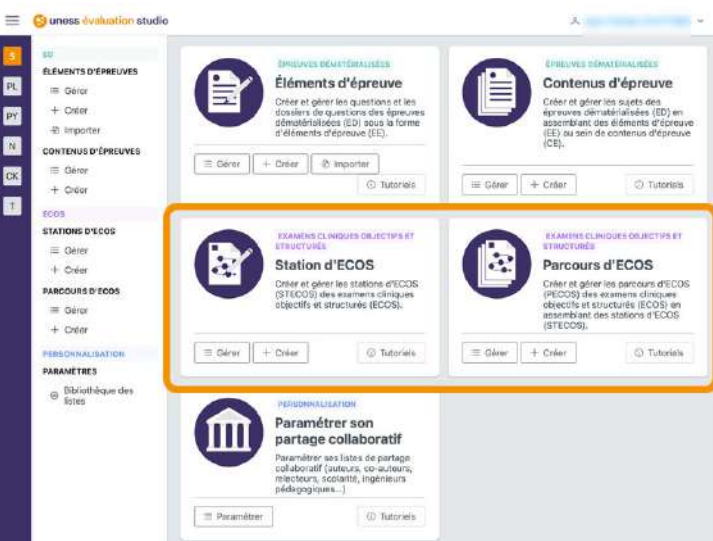 uness évaluation studio
S
PL
PY
N
CK
T
ED
ÉLÉMENTS D'ÉPREUVES
Gérer
+ Créer
Importer
CONTENUS D'ÉPREUVES
Gérer
+ Créer
ECOS
STATIONS D'ECOS
Gérer
+ Créer
PARCOURS D'ECOS
Gérer
+ Créer
PERSONNALISATION
PARAMÈTRES
Bibliothèque des
listes
ÉPREUVES DÉMATÉRIALISÉES
Éléments d'épreuve
Créer et gérer les questions et les
dossiers de questions des épreuves
dématérialisées (ED) sous la forme
d'éléments d'épreuve (EE).
Gérer + Créer Importer
Tutoriels
ÉPREUVES DÉMATÉRIALISÉES
Contenus d'épreuve
Créer et gérer les sujets des
épreuves dématérialisées (ED) en
assemblant des éléments d'épreuve
(EE) au sein de contenus d'épreuve
(CE).
Gérer + Créer Tutoriels
EXAMENS CLINIQUES OBJECTIFS ET
STRUCTURÉS
Station d'ECOS
Créer et gérer les stations d'ECOS
(STECOS) des examens cliniques
objectifs et structurés (ECOS).
Gérer + Créer Tutoriels
EXAMENS CLINIQUES OBJECTIFS ET
STRUCTURÉS
Parcours d'ECOS
Créer et gérer les parcours d'ECOS
(PECOS) des examens cliniques
objectifs et structurés (ECOS) en
assemblant des stations d'ECOS
(STECOS).
Gérer + Créer Tutoriels
PERSONNALISATION
Paramétrer son
partage collaboratif
Paramétrer ses listes de partage
collaboratif (auteurs, co-auteurs,
relecteurs, scolarité, ingénieurs
pédagogiques...)
Paramétrer Tutoriels